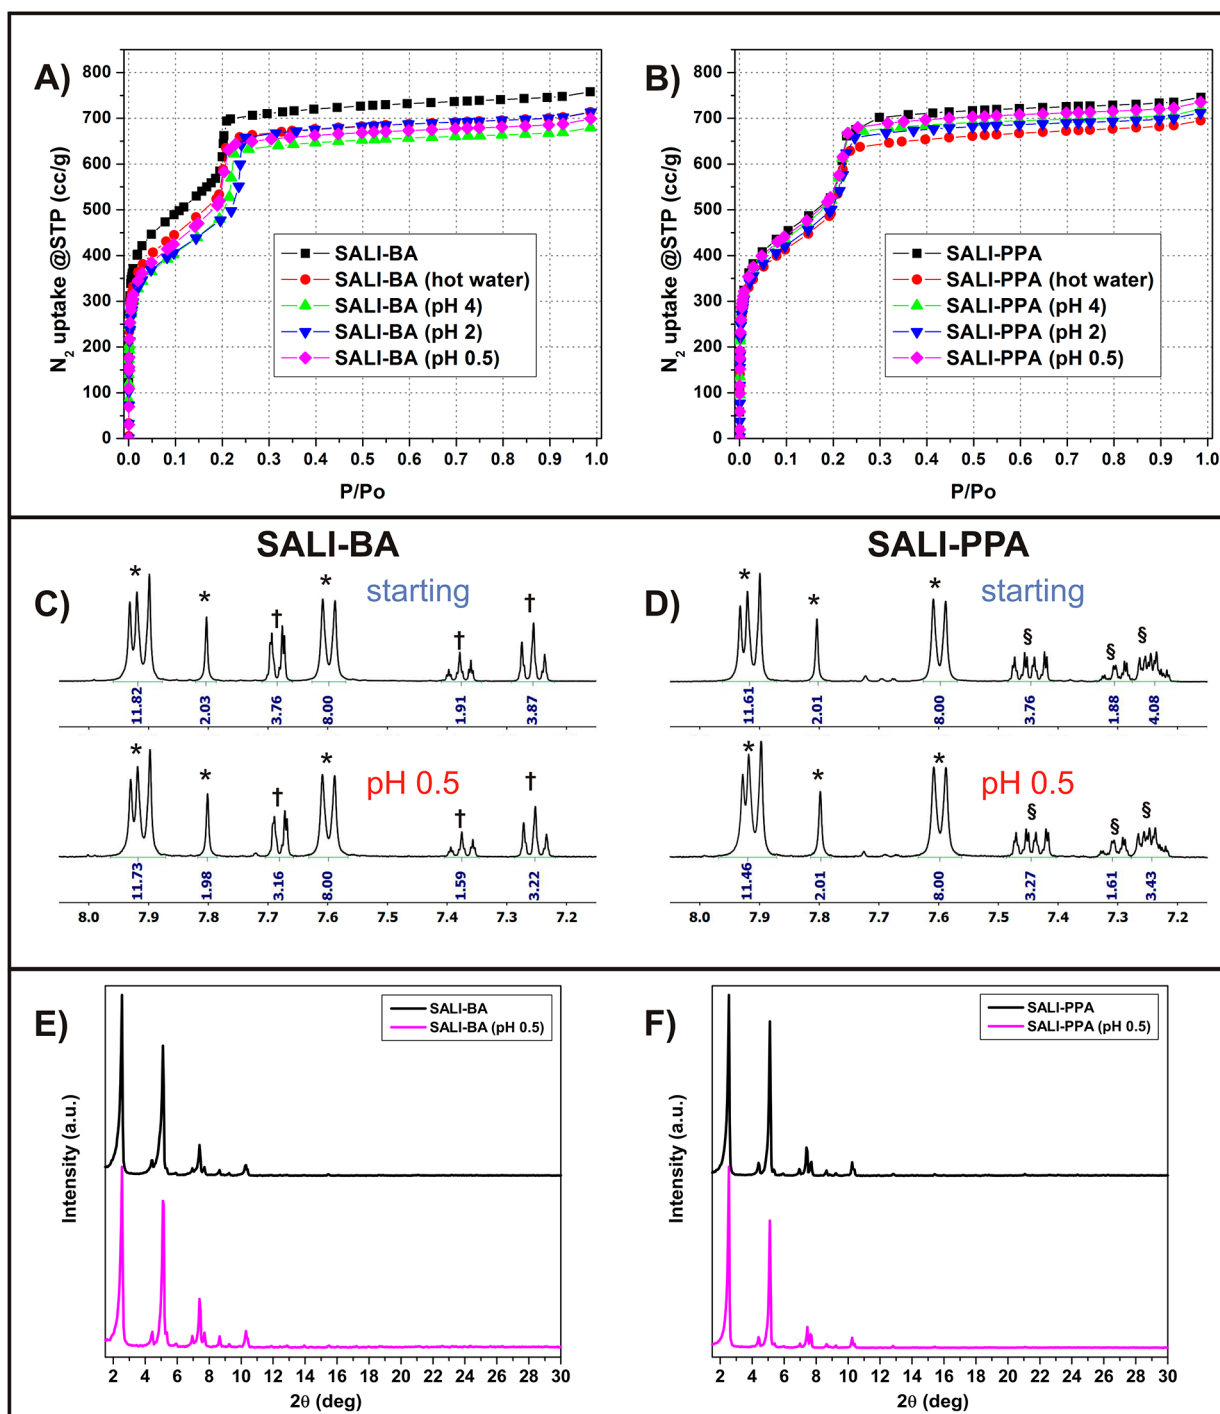 A)
N2 uptake @STP (cc/g)
800
700
600
500
400
300
200
100
0
SALI-BA
SALI-BA (hot water)
SALI-BA (pH 4)
SALI-BA (pH 2)
SALI-BA (pH 0.5)
0.0 0.1 0.2 0.3 0.4 0.5 0.6 0.7 0.8 0.9 1.0
P/Po
B)
N2 uptake @STP (cc/g)
800
700
600
500
400
300
200
100
0
SALI-PPA
SALI-PPA (hot water)
SALI-PPA (pH 4)
SALI-PPA (pH 2)
SALI-PPA (pH 0.5)
0.0 0.1 0.2 0.3 0.4 0.5 0.6 0.7 0.8 0.9 1.0
P/Po
SALI-BA
C)
starting
* * † * † †
11.82 2.03 3.76 8.00 1.91 3.87
pH 0.5
* * † * † †
11.73 1.98 3.16 8.00 1.59 3.22
8.0 7.9 7.8 7.7 7.6 7.5 7.4 7.3 7.2
SALI-PPA
D)
starting
* * * § § §
11.61 2.01 8.00 3.76 1.88 4.08
pH 0.5
* * * § § §
11.46 2.01 8.00 3.27 1.61 3.43
8.0 7.9 7.8 7.7 7.6 7.5 7.4 7.3 7.2
E)
Intensity (a.u.)
SALI-BA
SALI-BA (pH 0.5)
2 4 6 8 10 12 14 16 18 20 22 24 26 28 30
2θ (deg)
F)
Intensity (a.u.)
SALI-PPA
SALI-PPA (pH 0.5)
2 4 6 8 10 12 14 16 18 20 22 24 26 28 30
2θ (deg)